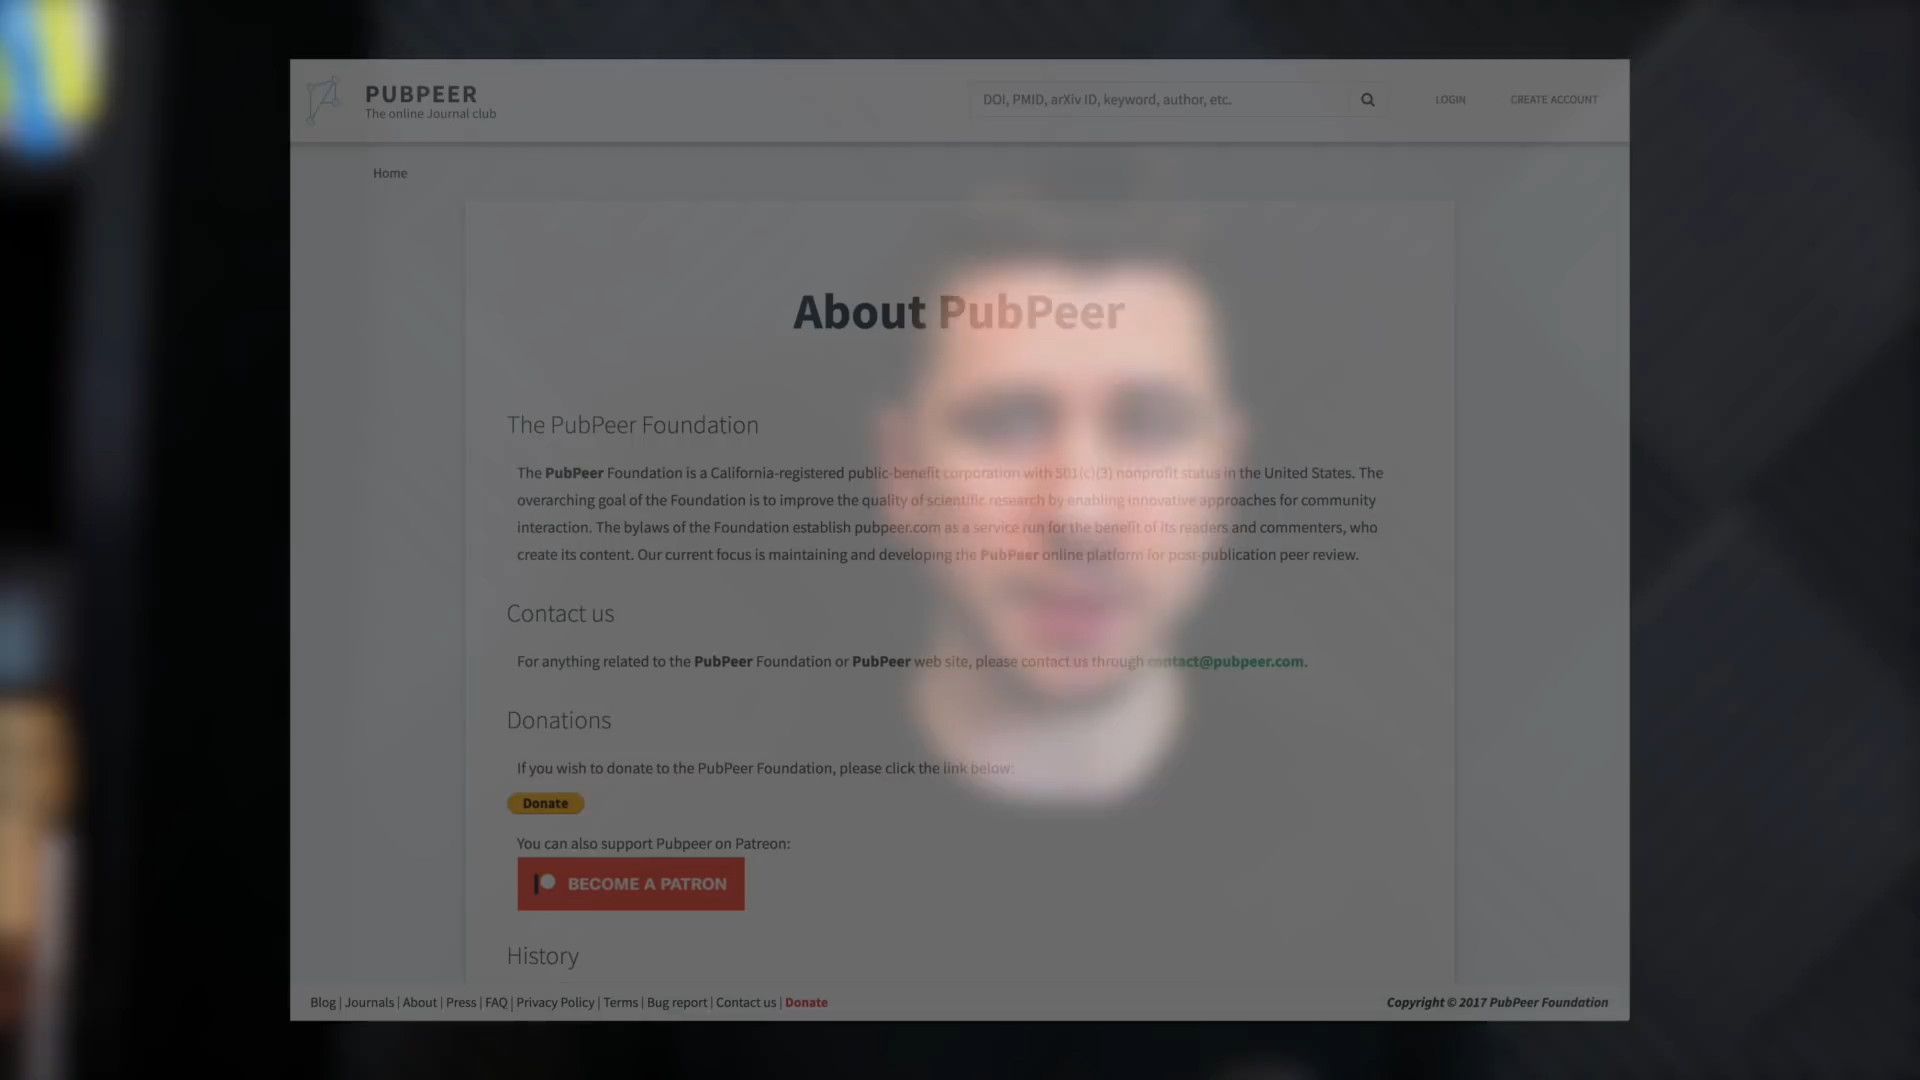 PUBPEER
The online Journal club
DOI, PMID, arXiv ID, keyword, author, etc.
LOGIN
CREATE ACCOUNT
Home
About PubPeer
The PubPeer Foundation
The PubPeer Foundation is a California-registered public-benefit corporation with 501(c)(3) nonprofit status in the United States. The
overarching goal of the Foundation is to improve the quality of scientific research by enabling innovative approaches for community
interaction. The bylaws of the Foundation establish pubpeer.com as a service run for the benefit of its readers and commenters, who
create its content. Our current focus is maintaining and developing the PubPeer online platform for post-publication peer review.
Contact us
For anything related to the PubPeer Foundation or PubPeer web site, please contact us through contact@pubpeer.com.
Donations
If you wish to donate to the PubPeer Foundation, please click the link below:
Donate
You can also support Pubpeer on Patreon:
BECOME A PATRON
History
Blog | Journals | About | Press | FAQ | Privacy Policy | Terms | Bug report | Contact us | Donate
Copyright © 2017 PubPeer Foundation